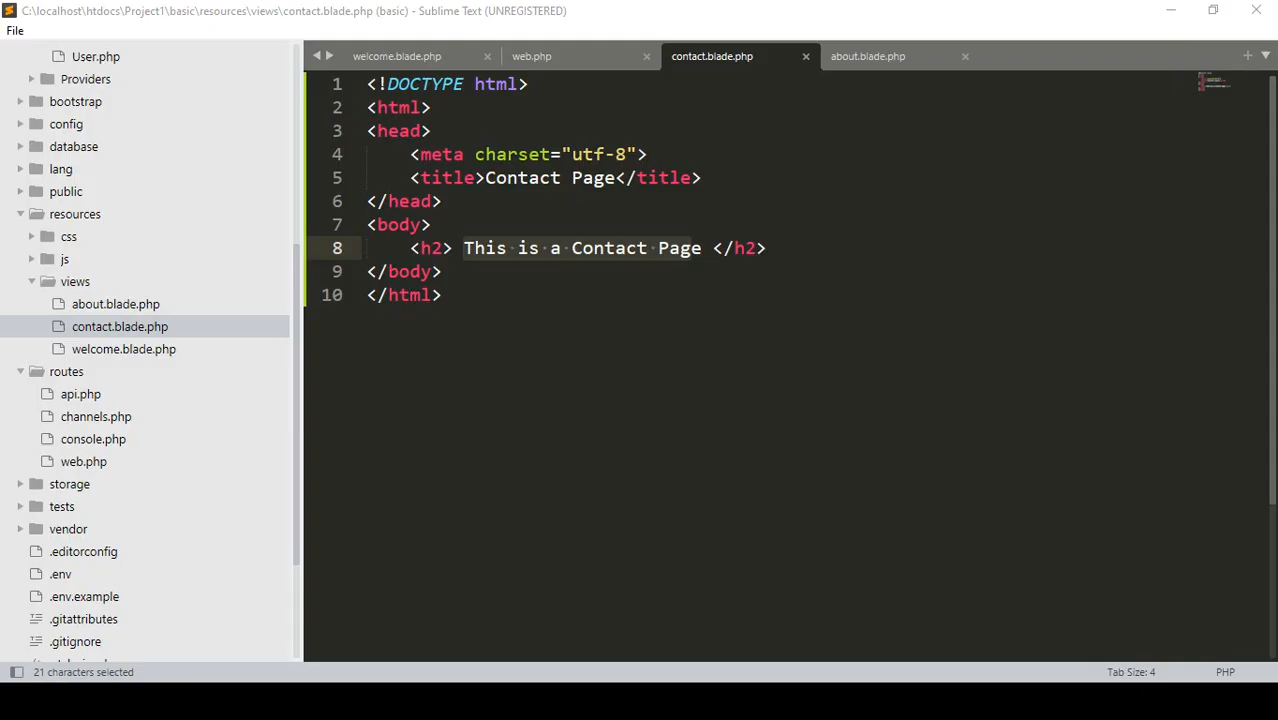 C:\localhost\htdocs\Project1\basic\resources\views\contact.blade.php (basic) - Sublime Text (UNREGISTERED)
File
User.php
Providers
bootstrap
config
database
lang
public
resources
css
js
views
about.blade.php
contact.blade.php
welcome.blade.php
routes
api.php
channels.php
console.php
web.php
storage
tests
vendor
.editorconfig
.env
.env.example
.gitattributes
.gitignore
welcome.blade.php
web.php
contact.blade.php
about.blade.php
1 <!DOCTYPE html>
2 <html>
3 <head>
4 <meta charset="utf-8">
5 <title>Contact Page</title>
6 </head>
7 <body>
8 <h2> This is a Contact Page </h2>
9 </body>
10 </html>
21 characters selected
Tab Size: 4
PHP